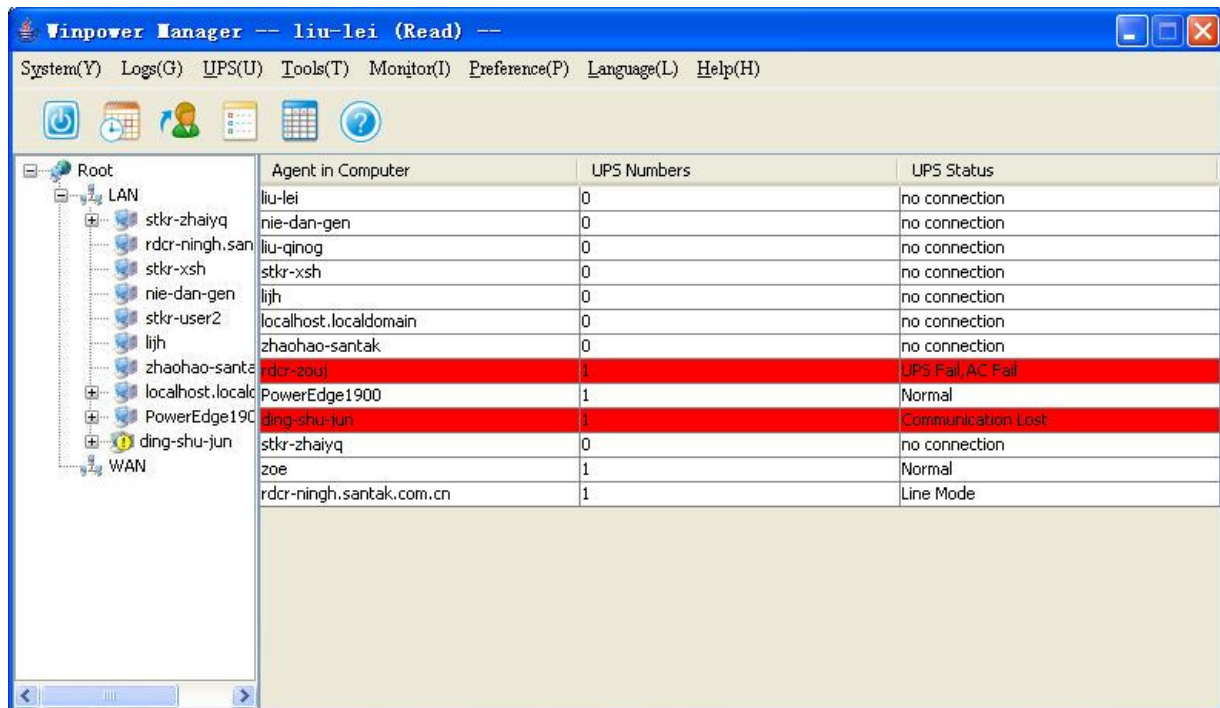 Winpower Manager -- liu-lei (Read) --
System(Y) Logs(G) UPS(U) Tools(T) Monitor(I) Preference(P) Language(L) Help(H)
Root
LAN
stkr-zhaiyq
rdcr-ningh.san
stkr-xsh
nie-dan-gen
stkr-user2
lijh
zhaohao-santa
localhost.locald
PowerEdge190
ding-shu-jun
WAN
Agent in Computer UPS Numbers UPS Status
liu-lei 0 no connection
nie-dan-gen 0 no connection
liu-qinog 0 no connection
stkr-xsh 0 no connection
lijh 0 no connection
localhost.localdomain 0 no connection
zhaohao-santak 0 no connection
rdcr-zouj 1 UPS Fail,AC Fail
PowerEdge1900 1 Normal
ding-shu-jun 1 Communication Lost
stkr-zhaiyq 0 no connection
zoe 1 Normal
rdcr-ningh.santak.com.cn 1 Line Mode